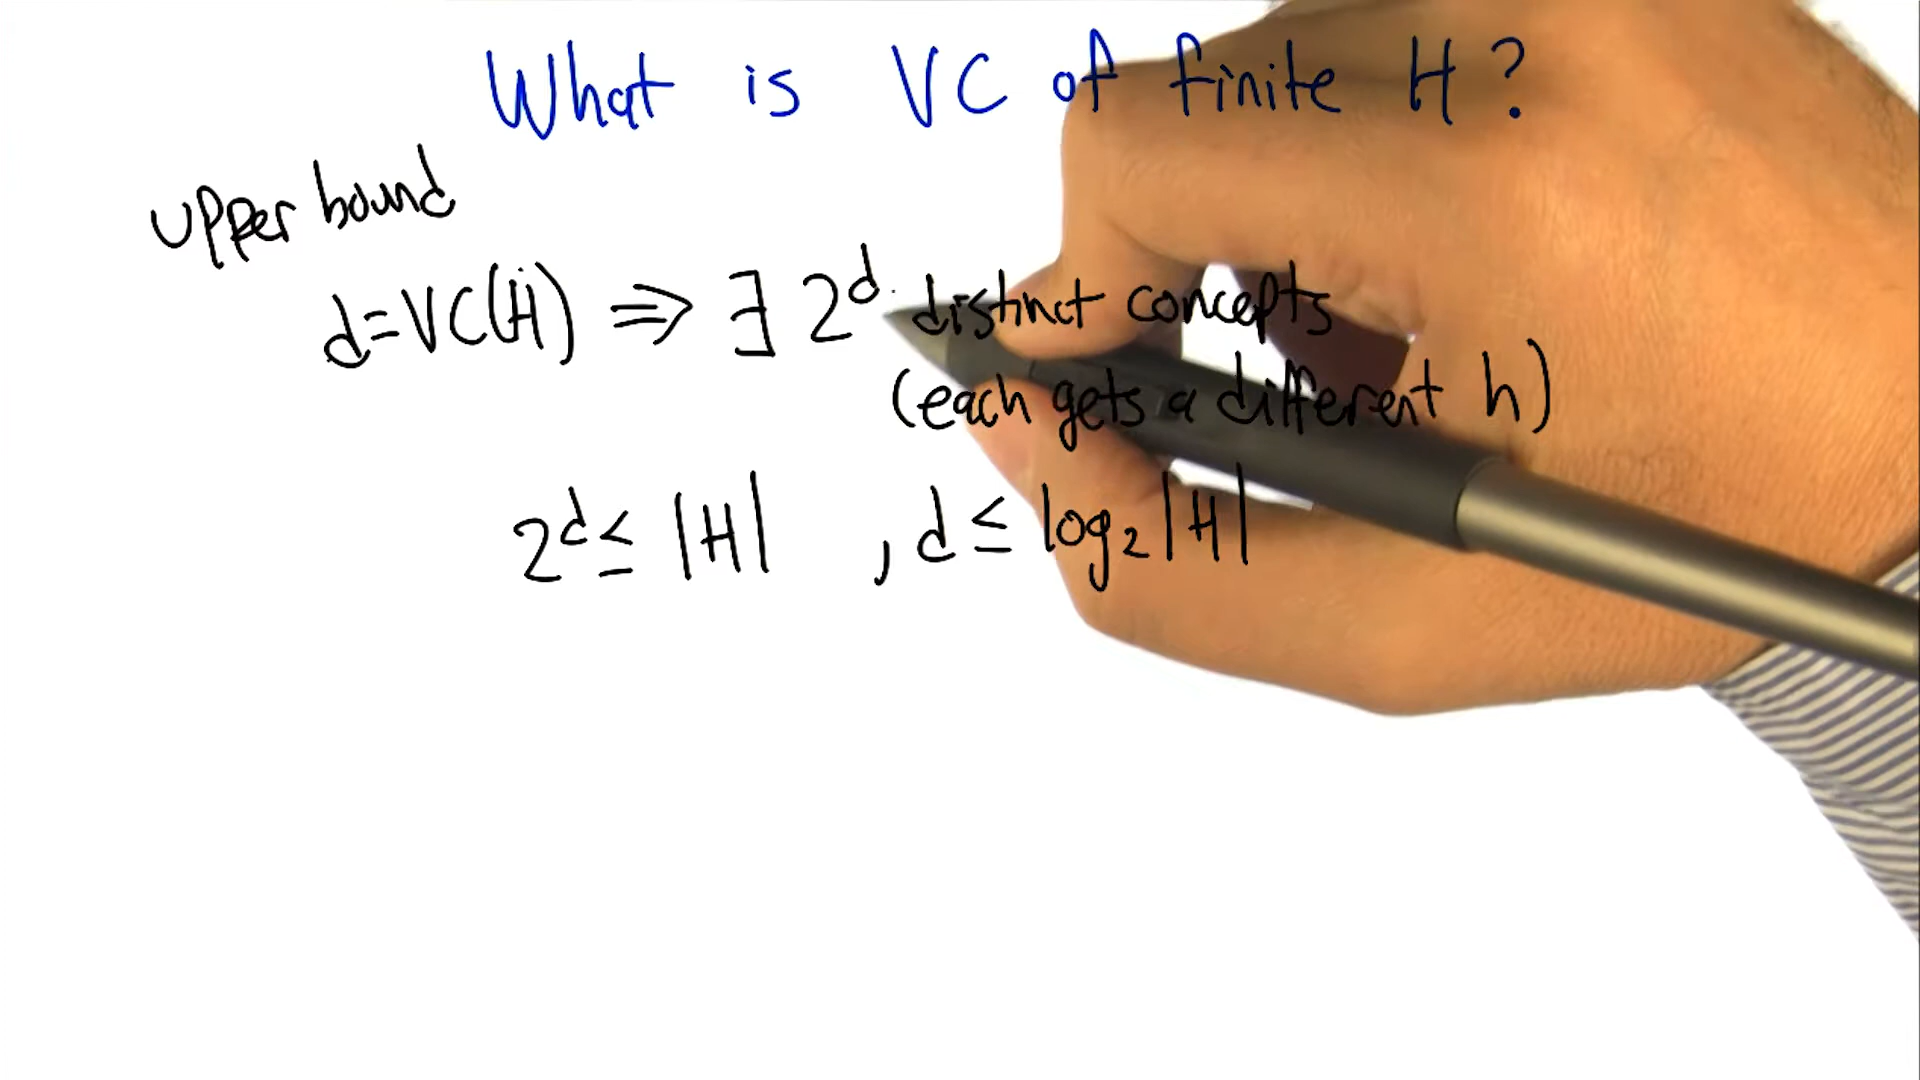 What is VC of finite H?
upper bound
d=VC(H) ⇒ ∃ 2^d distinct concepts
(each gets a different h)
2^d ≤ |H| , d ≤ log₂|H|